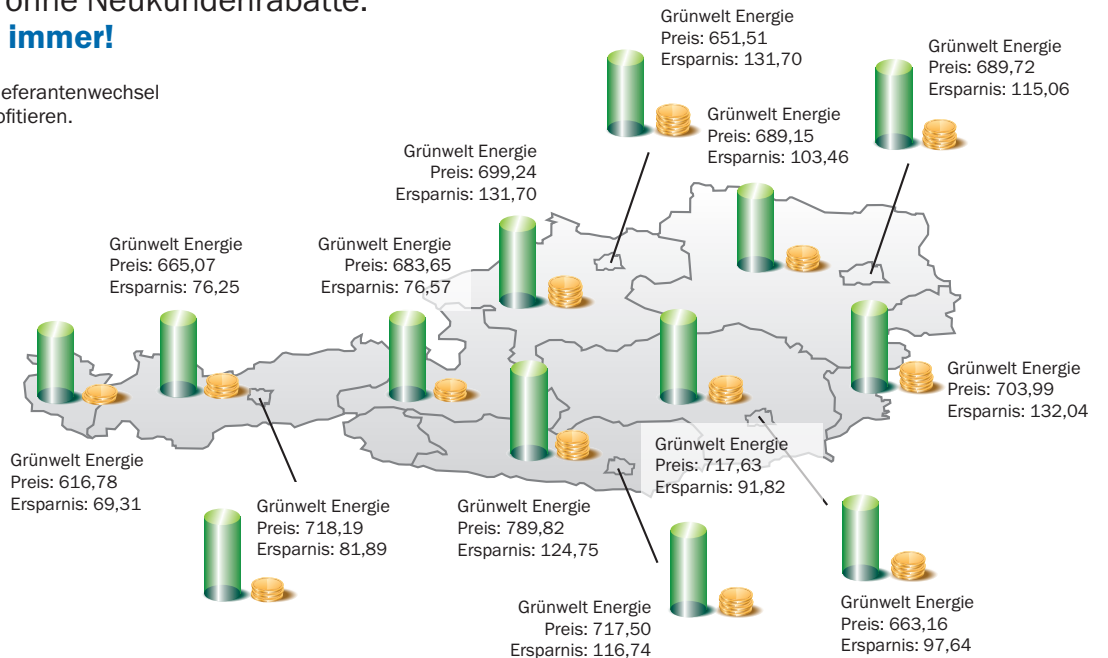 ohne Neukundenrabatte.
immer!
eferantenwechsel
ofitieren.
Grünwelt Energie
Preis: 651,51
Ersparnis: 131,70
Grünwelt Energie
Preis: 689,72
Ersparnis: 115,06
Grünwelt Energie
Preis: 689,15
Ersparnis: 103,46
Grünwelt Energie
Preis: 699,24
Ersparnis: 131,70
Grünwelt Energie
Preis: 665,07
Ersparnis: 76,25
Grünwelt Energie
Preis: 683,65
Ersparnis: 76,57
Grünwelt Energie
Preis: 703,99
Ersparnis: 132,04
Grünwelt Energie
Preis: 717,63
Ersparnis: 91,82
Grünwelt Energie
Preis: 616,78
Ersparnis: 69,31
Grünwelt Energie
Preis: 718,19
Ersparnis: 81,89
Grünwelt Energie
Preis: 789,82
Ersparnis: 124,75
Grünwelt Energie
Preis: 717,50
Ersparnis: 116,74
Grünwelt Energie
Preis: 663,16
Ersparnis: 97,64